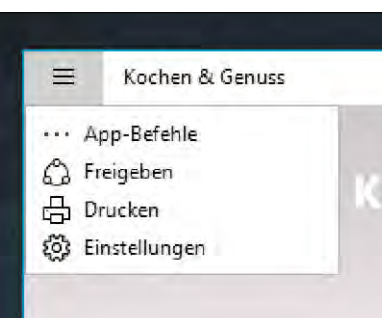 Kochen & Genuss
App-Befehle
Freigeben
K
Drucken
Einstellungen